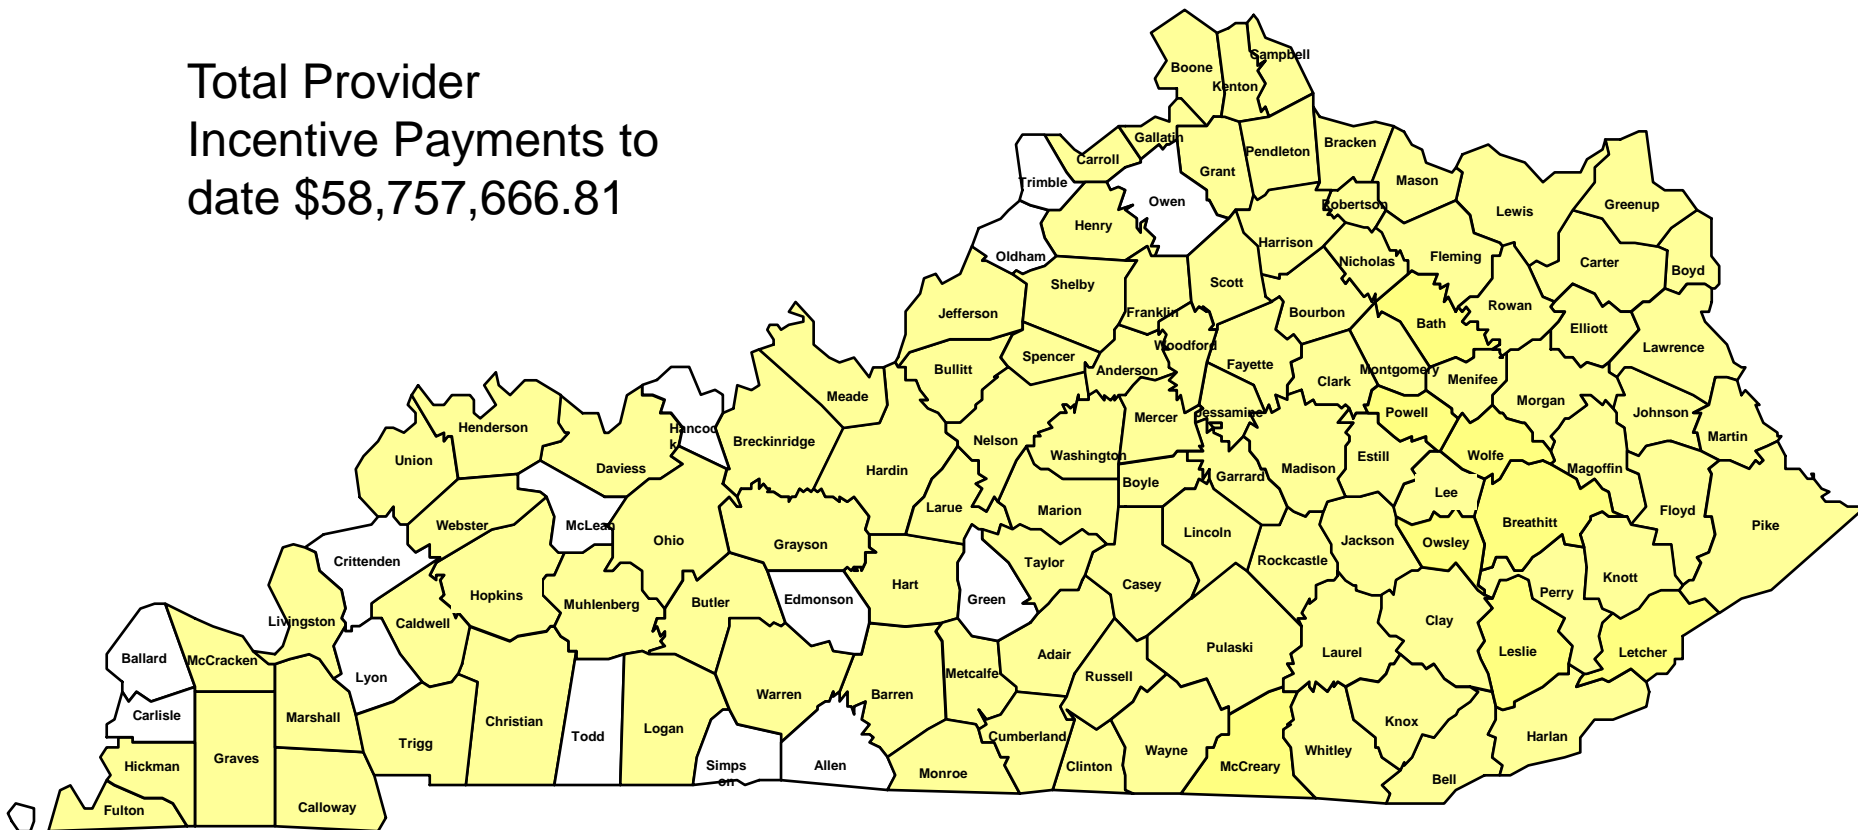 Total Provider
Incentive Payments to
date $58,757,666.81
Boone
Campbell
Kenton
Gallatin
Carroll
Grant
Pendleton
Bracken
Trimble
Owen
Mason
Robertson
Lewis
Greenup
Henry
Harrison
Oldham
Nicholas
Fleming
Carter
Boyd
Shelby
Scott
Jefferson
Franklin
Bourbon
Bath
Rowan
Elliott
Woodford
Lawrence
Spencer
Bullitt
Anderson
Fayette
Clark
Montgomery
Menifee
Meade
Morgan
Jessamine
Mercer
Powell
Johnson
Henderson
Hancoc
k
Breckinridge
Nelson
Martin
Union
Daviess
Hardin
Washington
Garrard
Madison
Estill
Wolfe
Magoffin
Boyle
Lee
Larue
Marion
Webster
McLean
Ohio
Grayson
Lincoln
Jackson
Owsley
Breathitt
Floyd
Pike
Crittenden
Hart
Taylor
Casey
Rockcastle
Knott
Hopkins
Muhlenberg
Butler
Edmonson
Green
Perry
Livingston
Caldwell
Clay
Ballard
McCracken
Lyon
Adair
Pulaski
Laurel
Leslie
Letcher
Warren
Barren
Metcalfe
Russell
Carlisle
Marshall
Christian
Todd
Logan
Trigg
Cumberland
Knox
Harlan
Hickman
Graves
Simps
on
Allen
Monroe
Clinton
Wayne
McCreary
Whitley
Bell
Fulton
Calloway